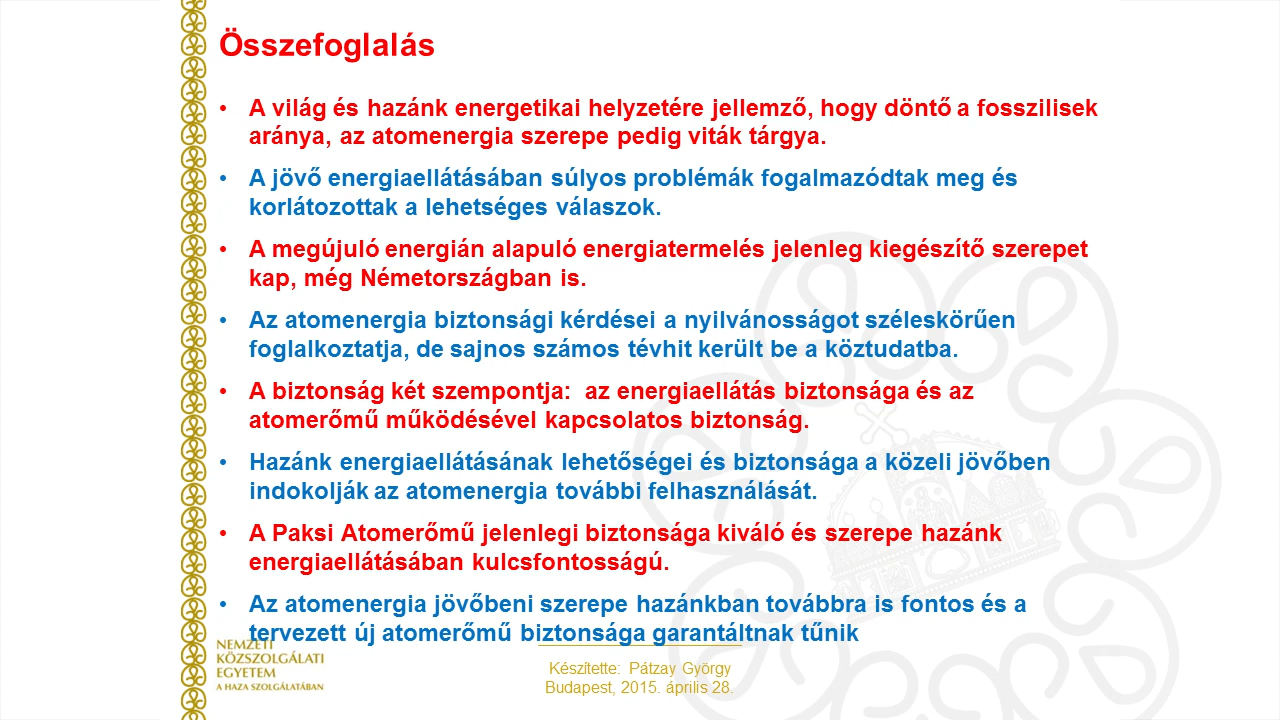 Összefoglalás
• A világ és hazánk energetikai helyzetére jellemző, hogy döntő a fosszilisek
aránya, az atomenergia szerepe pedig viták tárgya.
• A jövő energiaellátásában súlyos problémák fogalmazódtak meg és
korlátozottak a lehetséges válaszok.
• A megújuló energián alapuló energiatermelés jelenleg kiegészítő szerepet
kap, még Németországban is.
• Az atomenergia biztonsági kérdései a nyilvánosságot széleskörűen
foglalkoztatja, de sajnos számos tévhit került be a köztudatba.
• A biztonság két szempontja:  az energiaellátás biztonsága és az
atomerőmű működésével kapcsolatos biztonság.
• Hazánk energiaellátásának lehetőségei és biztonsága a közeli jövőben
indokolják az atomenergia további felhasználását.
• A Paksi Atomerőmű jelenlegi biztonsága kiváló és szerepe hazánk
energiaellátásában kulcsfontosságú.
• Az atomenergia jövőbeni szerepe hazánkban továbbra is fontos és a
tervezett új atomerőmű biztonsága garantáltnak tűnik
NEMZETI
KÖZSZOLGÁLATI
EGYETEM
A HAZA SZOLGÁLATÁBAN
Készítette:  Pátzay György
Budapest, 2015. április 28.